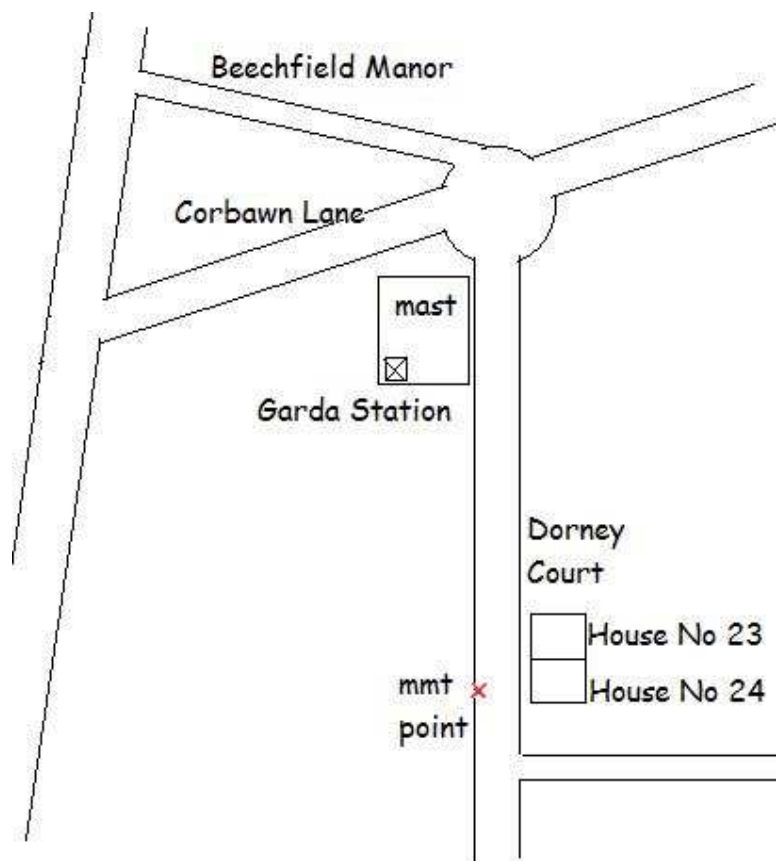 Beechfield Manor
Corbawn Lane
mast
Garda Station
Dorney
Court
House No 23
mmt
House No 24
point